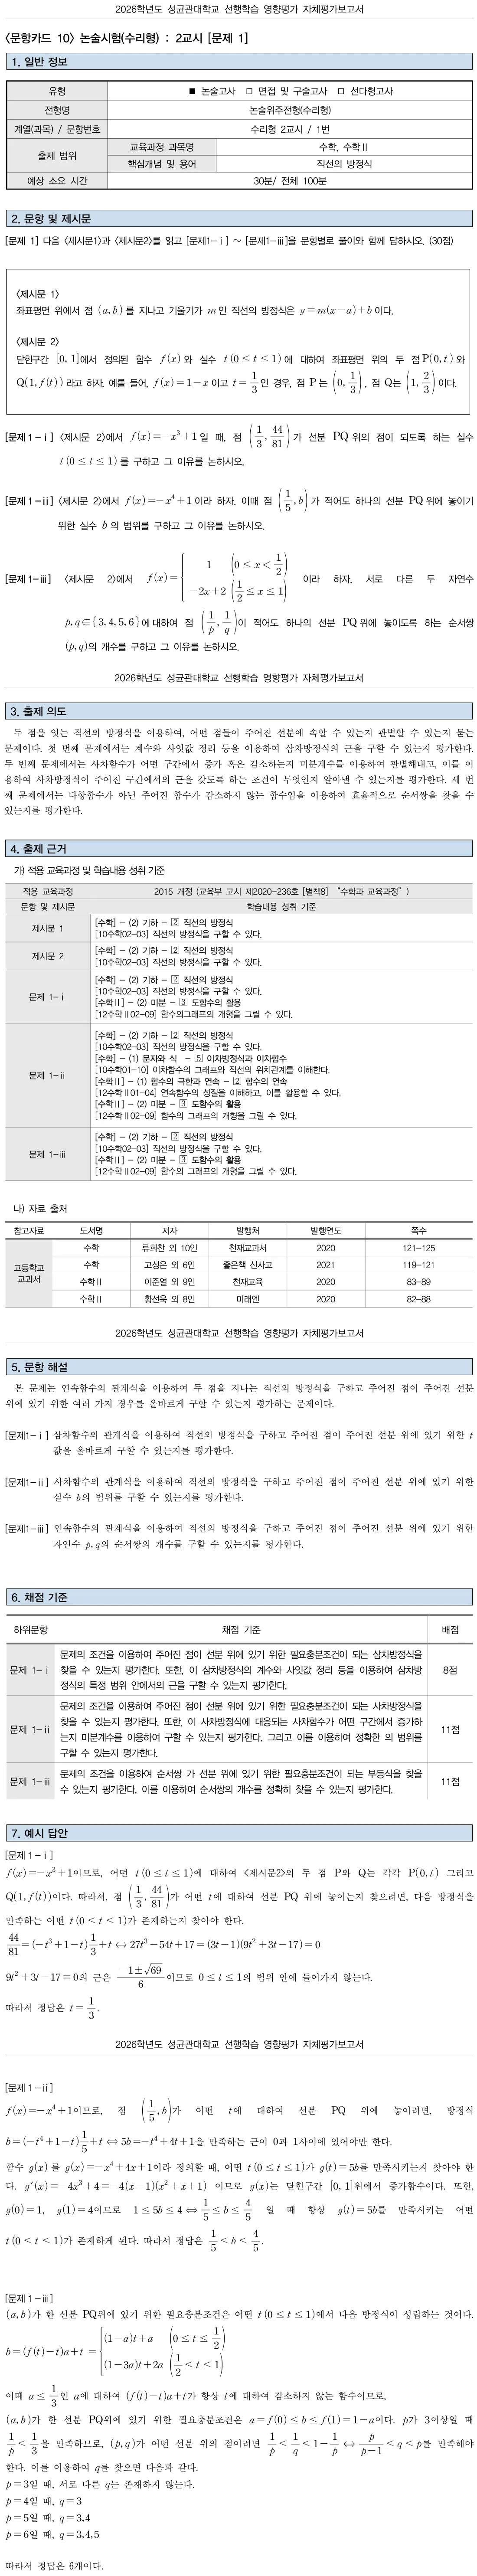 2026학년도 성균관대학교 선행학습 영향평가 자체평가보고서
<문항카드 10> 논술시험(수리형) : 2교시 [문제 1]
1. 일반 정보
유형 ■ 논술고사 □ 면접 및 구술고사 □ 선다형고사
전형명 논술위주전형(수리형)
계열(과목) / 문항번호 수리형 2교시 / 1번
출제 범위 교육과정 과목명 수학, 수학Ⅱ
핵심개념 및 용어 직선의 방정식
예상 소요 시간 30분/ 전체 100분
2. 문항 및 제시문
[문제 1] 다음 <제시문1>과 <제시문2>를 읽고 [문제1-ⅰ] ~ [문제1-ⅲ]을 문항별로 풀이와 함께 답하시오. (30점)
<제시문 1>
좌표평면 위에서 점 (a, b)를 지나고 기울기가 m인 직선의 방정식은 y=m(x-a)+b이다.
<제시문 2>
닫힌구간 [0, 1]에서 정의된 함수 f(x)와 실수 t(0≤t≤1)에 대하여 좌표평면 위의 두 점 P(0, t)와
Q(1, f(t))라고 하자. 예를 들어, f(x)=1-x이고 t=1/3인 경우, 점 P는 (0, 1/3), 점 Q는 (1, 2/3)이다.
[문제1-ⅰ] <제시문 2>에서 f(x)=-x³+1일 때, 점 (1/3, 44/81)가 선분 PQ위의 점이 되도록 하는 실수
t(0≤t≤1)를 구하고 그 이유를 논하시오.
[문제1-ⅱ] <제시문 2>에서 f(x)=-x⁴+1이라 하자. 이때 점 (1/5, b)가 적어도 하나의 선분 PQ위에 놓이기
위한 실수 b의 범위를 구하고 그 이유를 논하시오.
[문제1-ⅲ] <제시문 2>에서 f(x)={1 (0≤x<1/2) -2x+2 (1/2≤x≤1) 이라 하자. 서로 다른 두 자연수
p, q∈{3, 4, 5, 6}에 대하여 점 (1/p, 1/q)이 적어도 하나의 선분 PQ위에 놓이도록 하는 순서쌍
(p, q)의 개수를 구하고 그 이유를 논하시오.
2026학년도 성균관대학교 선행학습 영향평가 자체평가보고서
3. 출제 의도
두 점을 잇는 직선의 방정식을 이용하여, 어떤 점들이 주어진 선분에 속할 수 있는지 판별할 수 있는지 묻는
문제이다. 첫 번째 문제에서는 계수와 사잇값 정리 등을 이용하여 삼차방정식의 근을 구할 수 있는지 평가한다.
두 번째 문제에서는 사차함수가 어떤 구간에서 증가 혹은 감소하는지 미분계수를 이용하여 판별해내고, 이를 이
용하여 사차방정식이 주어진 구간에서의 근을 갖도록 하는 조건이 무엇인지 알아낼 수 있는지를 평가한다. 세 번
째 문제에서는 다항함수가 아닌 주어진 함수가 감소하지 않는 함수임을 이용하여 효율적으로 순서쌍을 찾을 수
있는지를 평가한다.
4. 출제 근거
가) 적용 교육과정 및 학습내용 성취 기준
적용 교육과정 2015 개정 (교육부 고시 제2020-236호 [별책8] “수학과 교육과정”)
문항 및 제시문 학습내용 성취 기준
제시문 1
[수학] - (2) 기하 - ② 직선의 방정식
[10수학02-03] 직선의 방정식을 구할 수 있다.
제시문 2
[수학] - (2) 기하 - ② 직선의 방정식
[10수학02-03] 직선의 방정식을 구할 수 있다.
문제 1-ⅰ
[수학] - (2) 기하 - ② 직선의 방정식
[10수학02-03] 직선의 방정식을 구할 수 있다.
[수학Ⅱ] - (2) 미분 - ③ 도함수의 활용
[12수학Ⅱ02-09] 함수의그래프의 개형을 그릴 수 있다.
문제 1-ⅱ
[수학] - (2) 기하 - ② 직선의 방정식
[10수학02-03] 직선의 방정식을 구할 수 있다.
[수학] - (1) 문자와 식 - ⑤ 이차방정식과 이차함수
[10수학01-10] 이차함수의 그래프와 직선의 위치관계를 이해한다.
[수학Ⅱ] - (1) 함수의 극한과 연속 - ② 함수의 연속
[12수학Ⅱ01-04] 연속함수의 성질을 이해하고, 이를 활용할 수 있다.
[수학Ⅱ] - (2) 미분 - ③ 도함수의 활용
[12수학Ⅱ02-09] 함수의 그래프의 개형을 그릴 수 있다.
문제 1-ⅲ
[수학] - (2) 기하 - ② 직선의 방정식
[10수학02-03] 직선의 방정식을 구할 수 있다.
[수학Ⅱ] - (2) 미분 - ③ 도함수의 활용
[12수학Ⅱ02-09] 함수의 그래프의 개형을 그릴 수 있다.
나) 자료 출처
참고자료 도서명 저자 발행처 발행연도 쪽수
고등학교 교과서
수학 류희찬 외 10인 천재교과서 2020 121-125
수학 고성은 외 6인 좋은책 신사고 2021 119-121
수학Ⅱ 이준열 외 9인 천재교육 2020 83-89
수학Ⅱ 황선욱 외 8인 미래엔 2020 82-88
2026학년도 성균관대학교 선행학습 영향평가 자체평가보고서
5. 문항 해설
본 문제는 연속함수의 관계식을 이용하여 두 점을 지나는 직선의 방정식을 구하고 주어진 점이 주어진 선분
위에 있기 위한 여러 가지 경우를 올바르게 구할 수 있는지 평가하는 문제이다.
[문제1-ⅰ] 삼차함수의 관계식을 이용하여 직선의 방정식을 구하고 주어진 점이 주어진 선분 위에 있기 위한 t
값을 올바르게 구할 수 있는지를 평가한다.
[문제1-ⅱ] 사차함수의 관계식을 이용하여 직선의 방정식을 구하고 주어진 점이 주어진 선분 위에 있기 위한
실수 b의 범위를 구할 수 있는지를 평가한다.
[문제1-ⅲ] 연속함수의 관계식을 이용하여 직선의 방정식을 구하고 주어진 점이 주어진 선분 위에 있기 위한
자연수 p, q의 순서쌍의 개수를 구할 수 있는지를 평가한다.
6. 채점 기준
하위문항 채점 기준 배점
문제 1-ⅰ
문제의 조건을 이용하여 주어진 점이 선분 위에 있기 위한 필요충분조건이 되는 삼차방정식을
찾을 수 있는지 평가한다. 또한, 이 삼차방정식의 계수와 사잇값 정리 등을 이용하여 삼차방
정식의 특정 범위 안에서의 근을 구할 수 있는지 평가한다.
8점
문제 1-ⅱ
문제의 조건을 이용하여 주어진 점이 선분 위에 있기 위한 필요충분조건이 되는 사차방정식을
찾을 수 있는지 평가한다. 또한, 이 사차방정식에 대응되는 사차함수가 어떤 구간에서 증가하
는지 미분계수를 이용하여 구할 수 있는지 평가한다. 그리고 이를 이용하여 정확한 의 범위를
구할 수 있는지 평가한다.
11점
문제 1-ⅲ
문제의 조건을 이용하여 순서쌍 가 선분 위에 있기 위한 필요충분조건이 되는 부등식을 찾을
수 있는지 평가한다. 이를 이용하여 순서쌍의 개수를 정확히 찾을 수 있는지 평가한다.
11점
7. 예시 답안
[문제1-ⅰ]
f(x)=-x³+1이므로, 어떤 t(0≤t≤1)에 대하여 <제시문2>의 두 점 P와 Q는 각각 P(0, t) 그리고
Q(1, f(t))이다. 따라서, 점 (1/3, 44/81)가 어떤 t에 대하여 선분 PQ 위에 놓이는지 찾으려면, 다음 방정식을
만족하는 어떤 t(0≤t≤1)가 존재하는지 찾아야 한다.
44/81=(-t³+1-t)1/3+t ⇔ 27t³-54t+17=(3t-1)(9t²+3t-17)=0
9t²+3t-17=0의 근은 (-1±√69)/6이므로 0≤t≤1의 범위 안에 들어가지 않는다.
따라서 정답은 t=1/3.
2026학년도 성균관대학교 선행학습 영향평가 자체평가보고서
[문제1-ⅱ]
f(x)=-x⁴+1이므로, 점 (1/5, b)가 어떤 t에 대하여 선분 PQ 위에 놓이려면, 방정식
b=(-t⁴+1-t)1/5+t ⇔ 5b=-t⁴+4t+1을 만족하는 근이 0과 1사이에 있어야만 한다.
함수 g(x)를 g(x)=-x⁴+4x+1이라 정의할 때, 어떤 t(0≤t≤1)가 g(t)=5b를 만족시키는지 찾아야 한
다. g′(x)=-4x³+4=-4(x-1)(x²+x+1) 이므로 g(x)는 닫힌구간 [0, 1]위에서 증가함수이다. 또한,
g(0)=1, g(1)=4이므로 1≤5b≤4 ⇔ 1/5≤b≤4/5 일 때 항상 g(t)=5b를 만족시키는 어떤
t(0≤t≤1)가 존재하게 된다. 따라서 정답은 1/5≤b≤4/5.
[문제1-ⅲ]
(a, b)가 한 선분 PQ위에 있기 위한 필요충분조건은 어떤 t(0≤t≤1)에서 다음 방정식이 성립하는 것이다.
b=(f(t)-t)a+t={(1-a)t+a (0≤t≤1/2) (1-3a)t+2a (1/2≤t≤1)
이때 a≤1/3인 a에 대하여 (f(t)-t)a+t가 항상 t에 대하여 감소하지 않는 함수이므로,
(a, b)가 한 선분 PQ위에 있기 위한 필요충분조건은 a=f(0)≤b≤f(1)=1-a이다. p가 3이상일 때
1/p≤1/3을 만족하므로, (p, q)가 어떤 선분 위의 점이려면 1/p≤1/q≤1-1/p ⇔ p/(p-1)≤q≤p를 만족해야
한다. 이를 이용하여 q를 찾으면 다음과 같다.
p=3일 때, 서로 다른 q는 존재하지 않는다.
p=4일 때, q=3
p=5일 때, q=3,4
p=6일 때, q=3,4,5
따라서 정답은 6개이다.